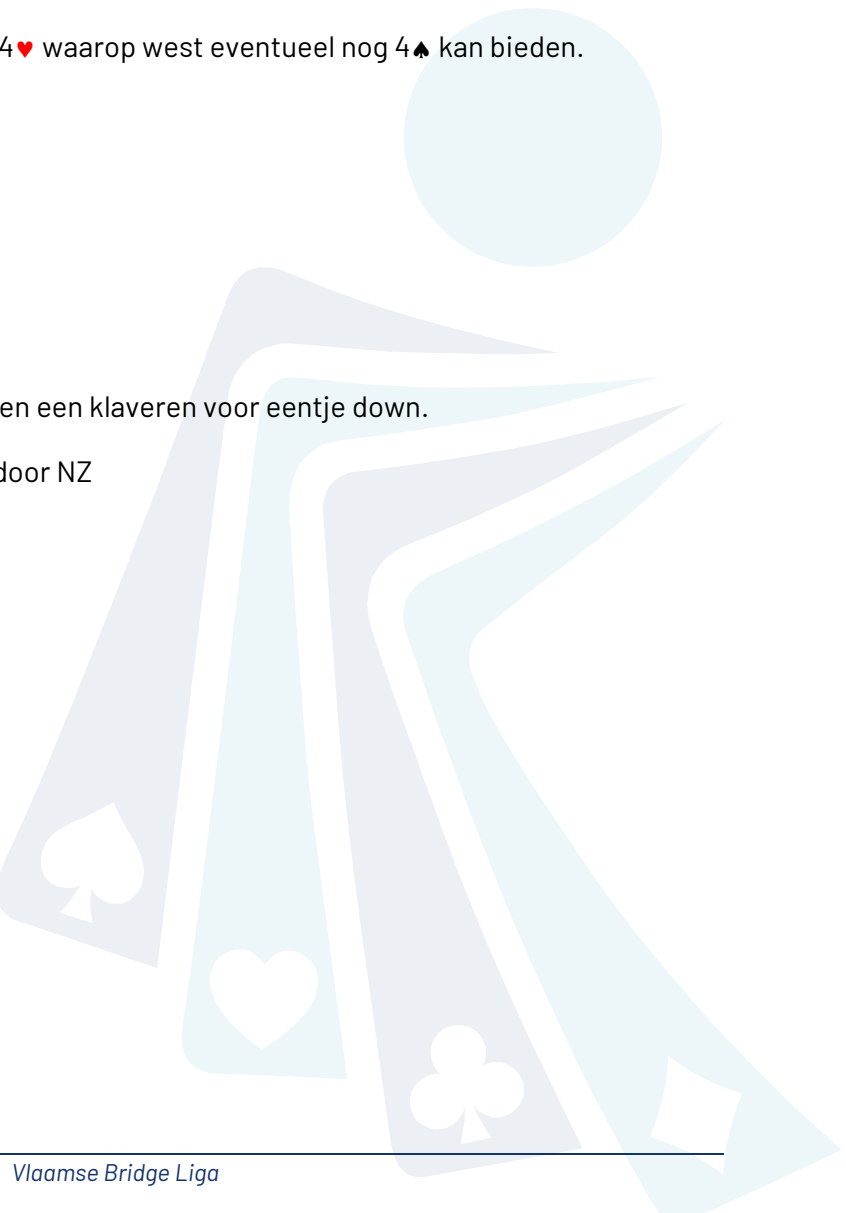 4♥ waarop west eventueel nog 4♠ kan bieden.
en een klaveren voor eentje down.
door NZ
Vlaamse Bridge Liga